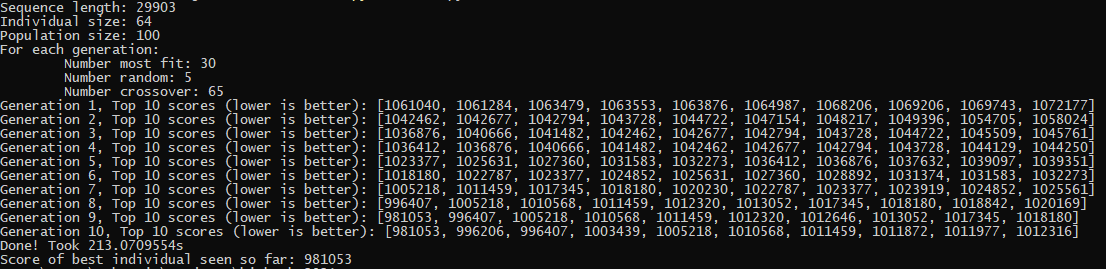 Sequence length: 29903
Individual size: 64
Population size: 100
For each generation:
        Number most fit: 30
        Number random: 5
        Number crossover: 65
Generation 1, Top 10 scores (lower is better): [1061040, 1061284, 1063479, 1063553, 1063876, 1064987, 1068206, 1069206, 1069743, 1072177]
Generation 2, Top 10 scores (lower is better): [1042462, 1042677, 1042794, 1043728, 1044722, 1047154, 1048217, 1049396, 1054705, 1058024]
Generation 3, Top 10 scores (lower is better): [1036876, 1040666, 1041482, 1042462, 1042677, 1042794, 1043728, 1044722, 1045509, 1045761]
Generation 4, Top 10 scores (lower is better): [1036412, 1036876, 1040666, 1041482, 1042462, 1042677, 1042794, 1043728, 1044129, 1044250]
Generation 5, Top 10 scores (lower is better): [1023377, 1025631, 1027360, 1031583, 1032273, 1036412, 1036876, 1037632, 1039097, 1039351]
Generation 6, Top 10 scores (lower is better): [1018180, 1022787, 1023377, 1024852, 1025631, 1027360, 1028892, 1031374, 1031583, 1032273]
Generation 7, Top 10 scores (lower is better): [1005218, 1011459, 1017345, 1018180, 1020230, 1022787, 1023377, 1023919, 1024852, 1025561]
Generation 8, Top 10 scores (lower is better): [996407, 1005218, 1010568, 1011459, 1012320, 1013052, 1017345, 1018180, 1018842, 1020169]
Generation 9, Top 10 scores (lower is better): [981053, 996407, 1005218, 1010568, 1011459, 1012320, 1012646, 1013052, 1017345, 1018180]
Generation 10, Top 10 scores (lower is better): [981053, 996206, 996407, 1003439, 1005218, 1010568, 1011459, 1011872, 1011977, 1012316]
Done! Took 213.0709554s
Score of best individual seen so far: 981053